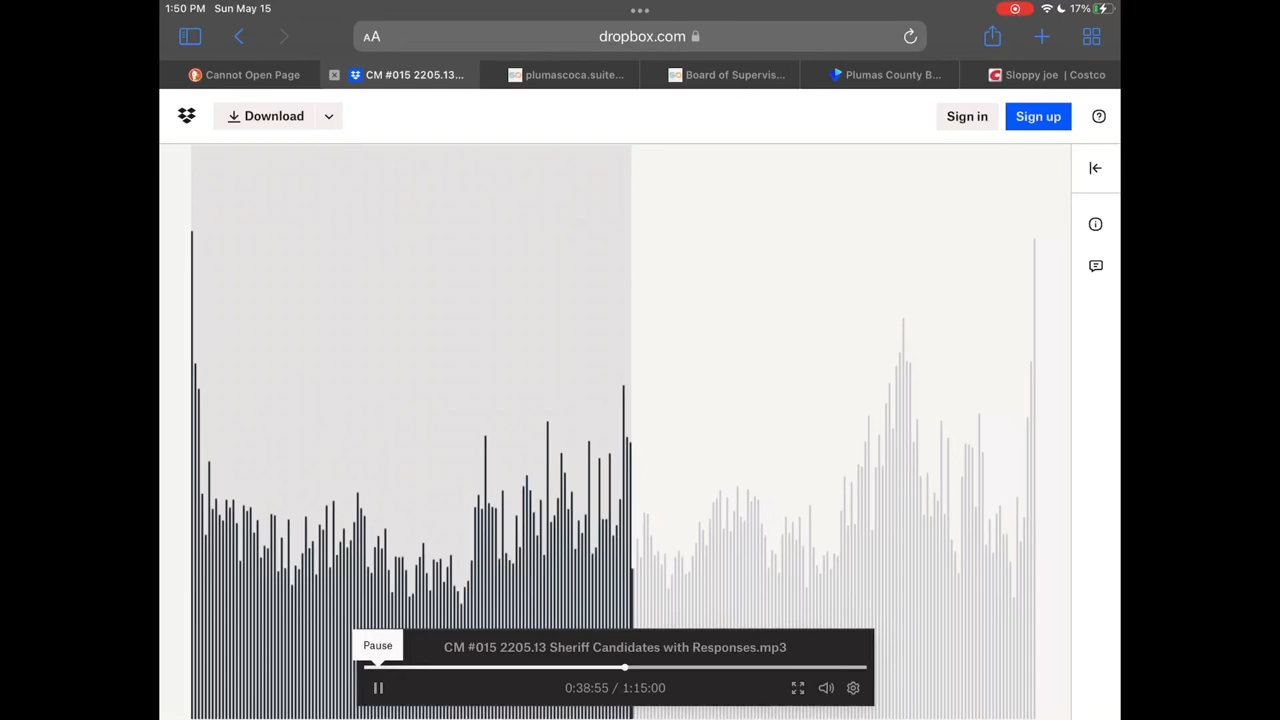 1:50 PM Sun May 15
17%
AA
dropbox.com
Cannot Open Page
CM #015 2205.13...
plumascoca.suite...
Board of Supervis...
Plumas County B...
Sloppy joe | Costco
Download
Sign in
Sign up
Pause
CM #015 2205.13 Sheriff Candidates with Responses.mp3
0:38:55 / 1:15:00